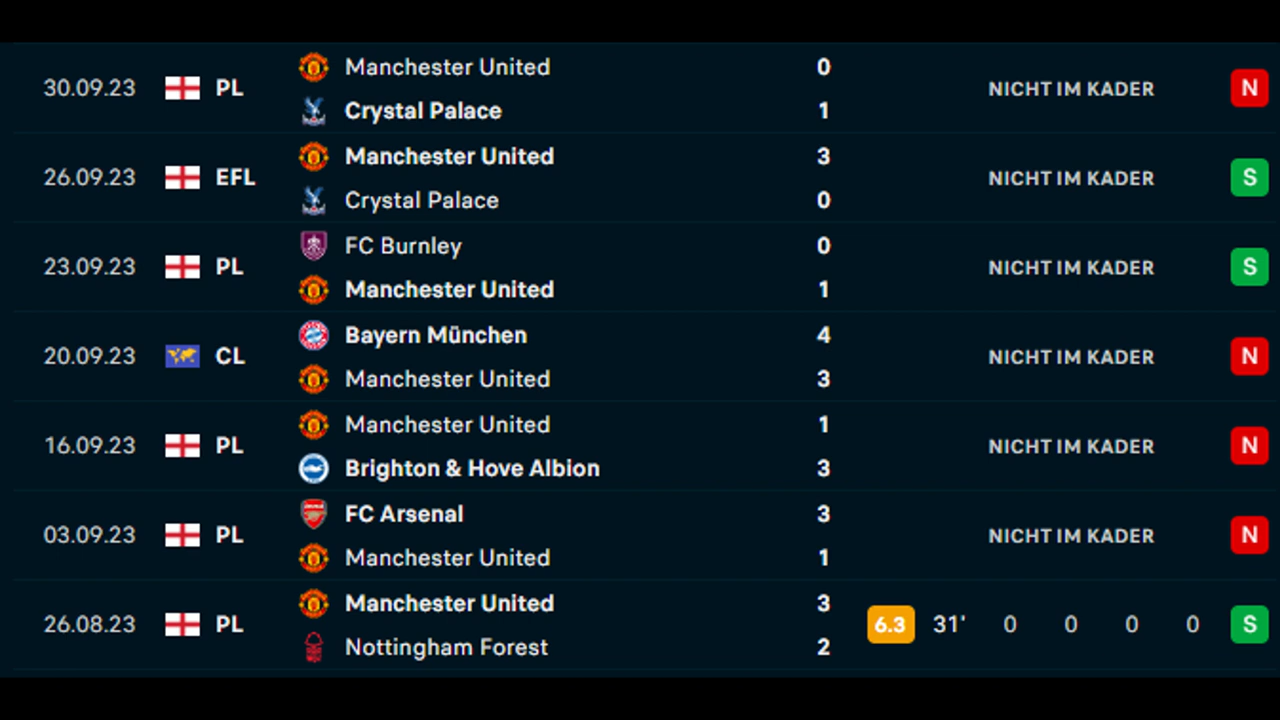 30.09.23 PL Manchester United 0 NICHT IM KADER N
Crystal Palace 1
26.09.23 EFL Manchester United 3 NICHT IM KADER S
Crystal Palace 0
23.09.23 PL FC Burnley 0 NICHT IM KADER S
Manchester United 1
20.09.23 CL Bayern München 4 NICHT IM KADER N
Manchester United 3
16.09.23 PL Manchester United 1 NICHT IM KADER N
Brighton & Hove Albion 3
03.09.23 PL FC Arsenal 3 NICHT IM KADER N
Manchester United 1
26.08.23 PL Manchester United 3 6.3 31' 0 0 0 0 S
Nottingham Forest 2